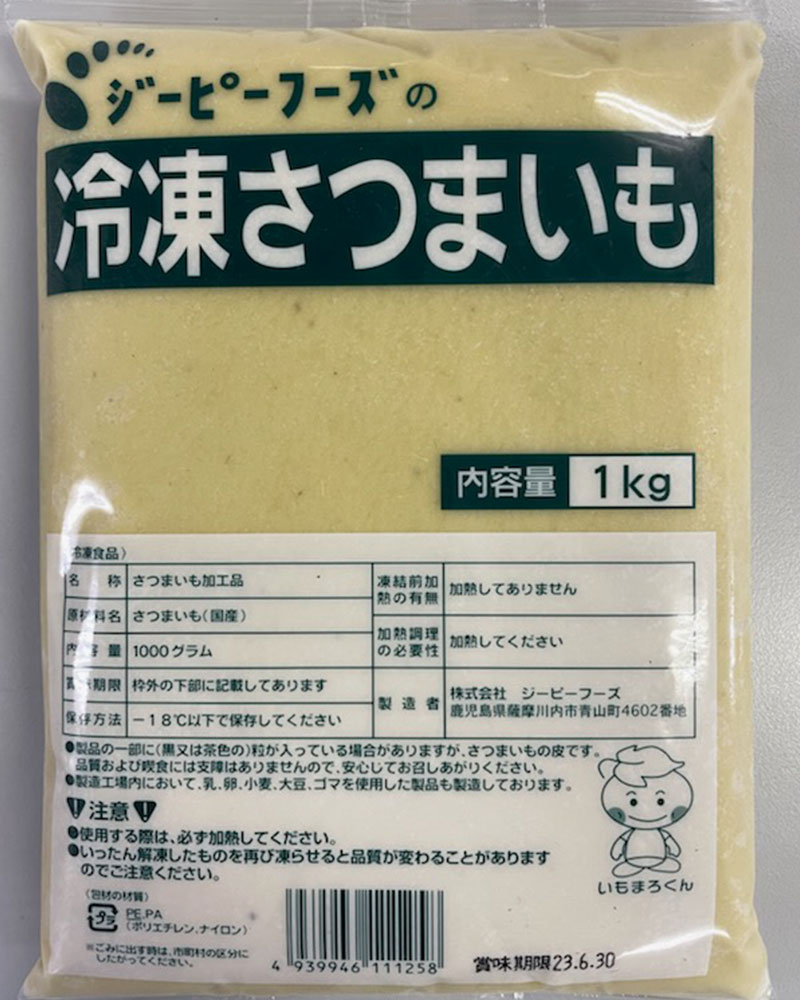 ジーピーフーズの
冷凍さつまいも
内容量 1kg
冷凍食品〉
名称 さつまいも加工品
原材料名 さつまいも(国産)
内容量 1000グラム
賞味期限 枠外の下部に記載してあります
保存方法 -18℃以下で保存してください
凍結前加熱の有無 加熱してありません
加熱調理の必要性 加熱してください
製造者 株式会社 ジーピーフーズ
鹿児島県薩摩川内市青山町4602番地
●製品の一部に(黒又は茶色の)粒が入っている場合がありますが、さつまいもの皮です。
品質および喫食には支障はありませんので、安心してお召しあがりください。
●製造工場内において、乳、卵、小麦、大豆、ゴマを使用した製品も製造しております。
注意
●使用する際は、必ず加熱してください。
●いったん解凍したものを再び凍らせると品質が変わることがあります
のでご注意ください。
いもまろくん
(包材の材質)
プラ PE,PA
(ポリエチレン,ナイロン)
※ごみに出す時は、市町村の区分に
したがってください。
4 939946 111258
賞味期限23.6.30